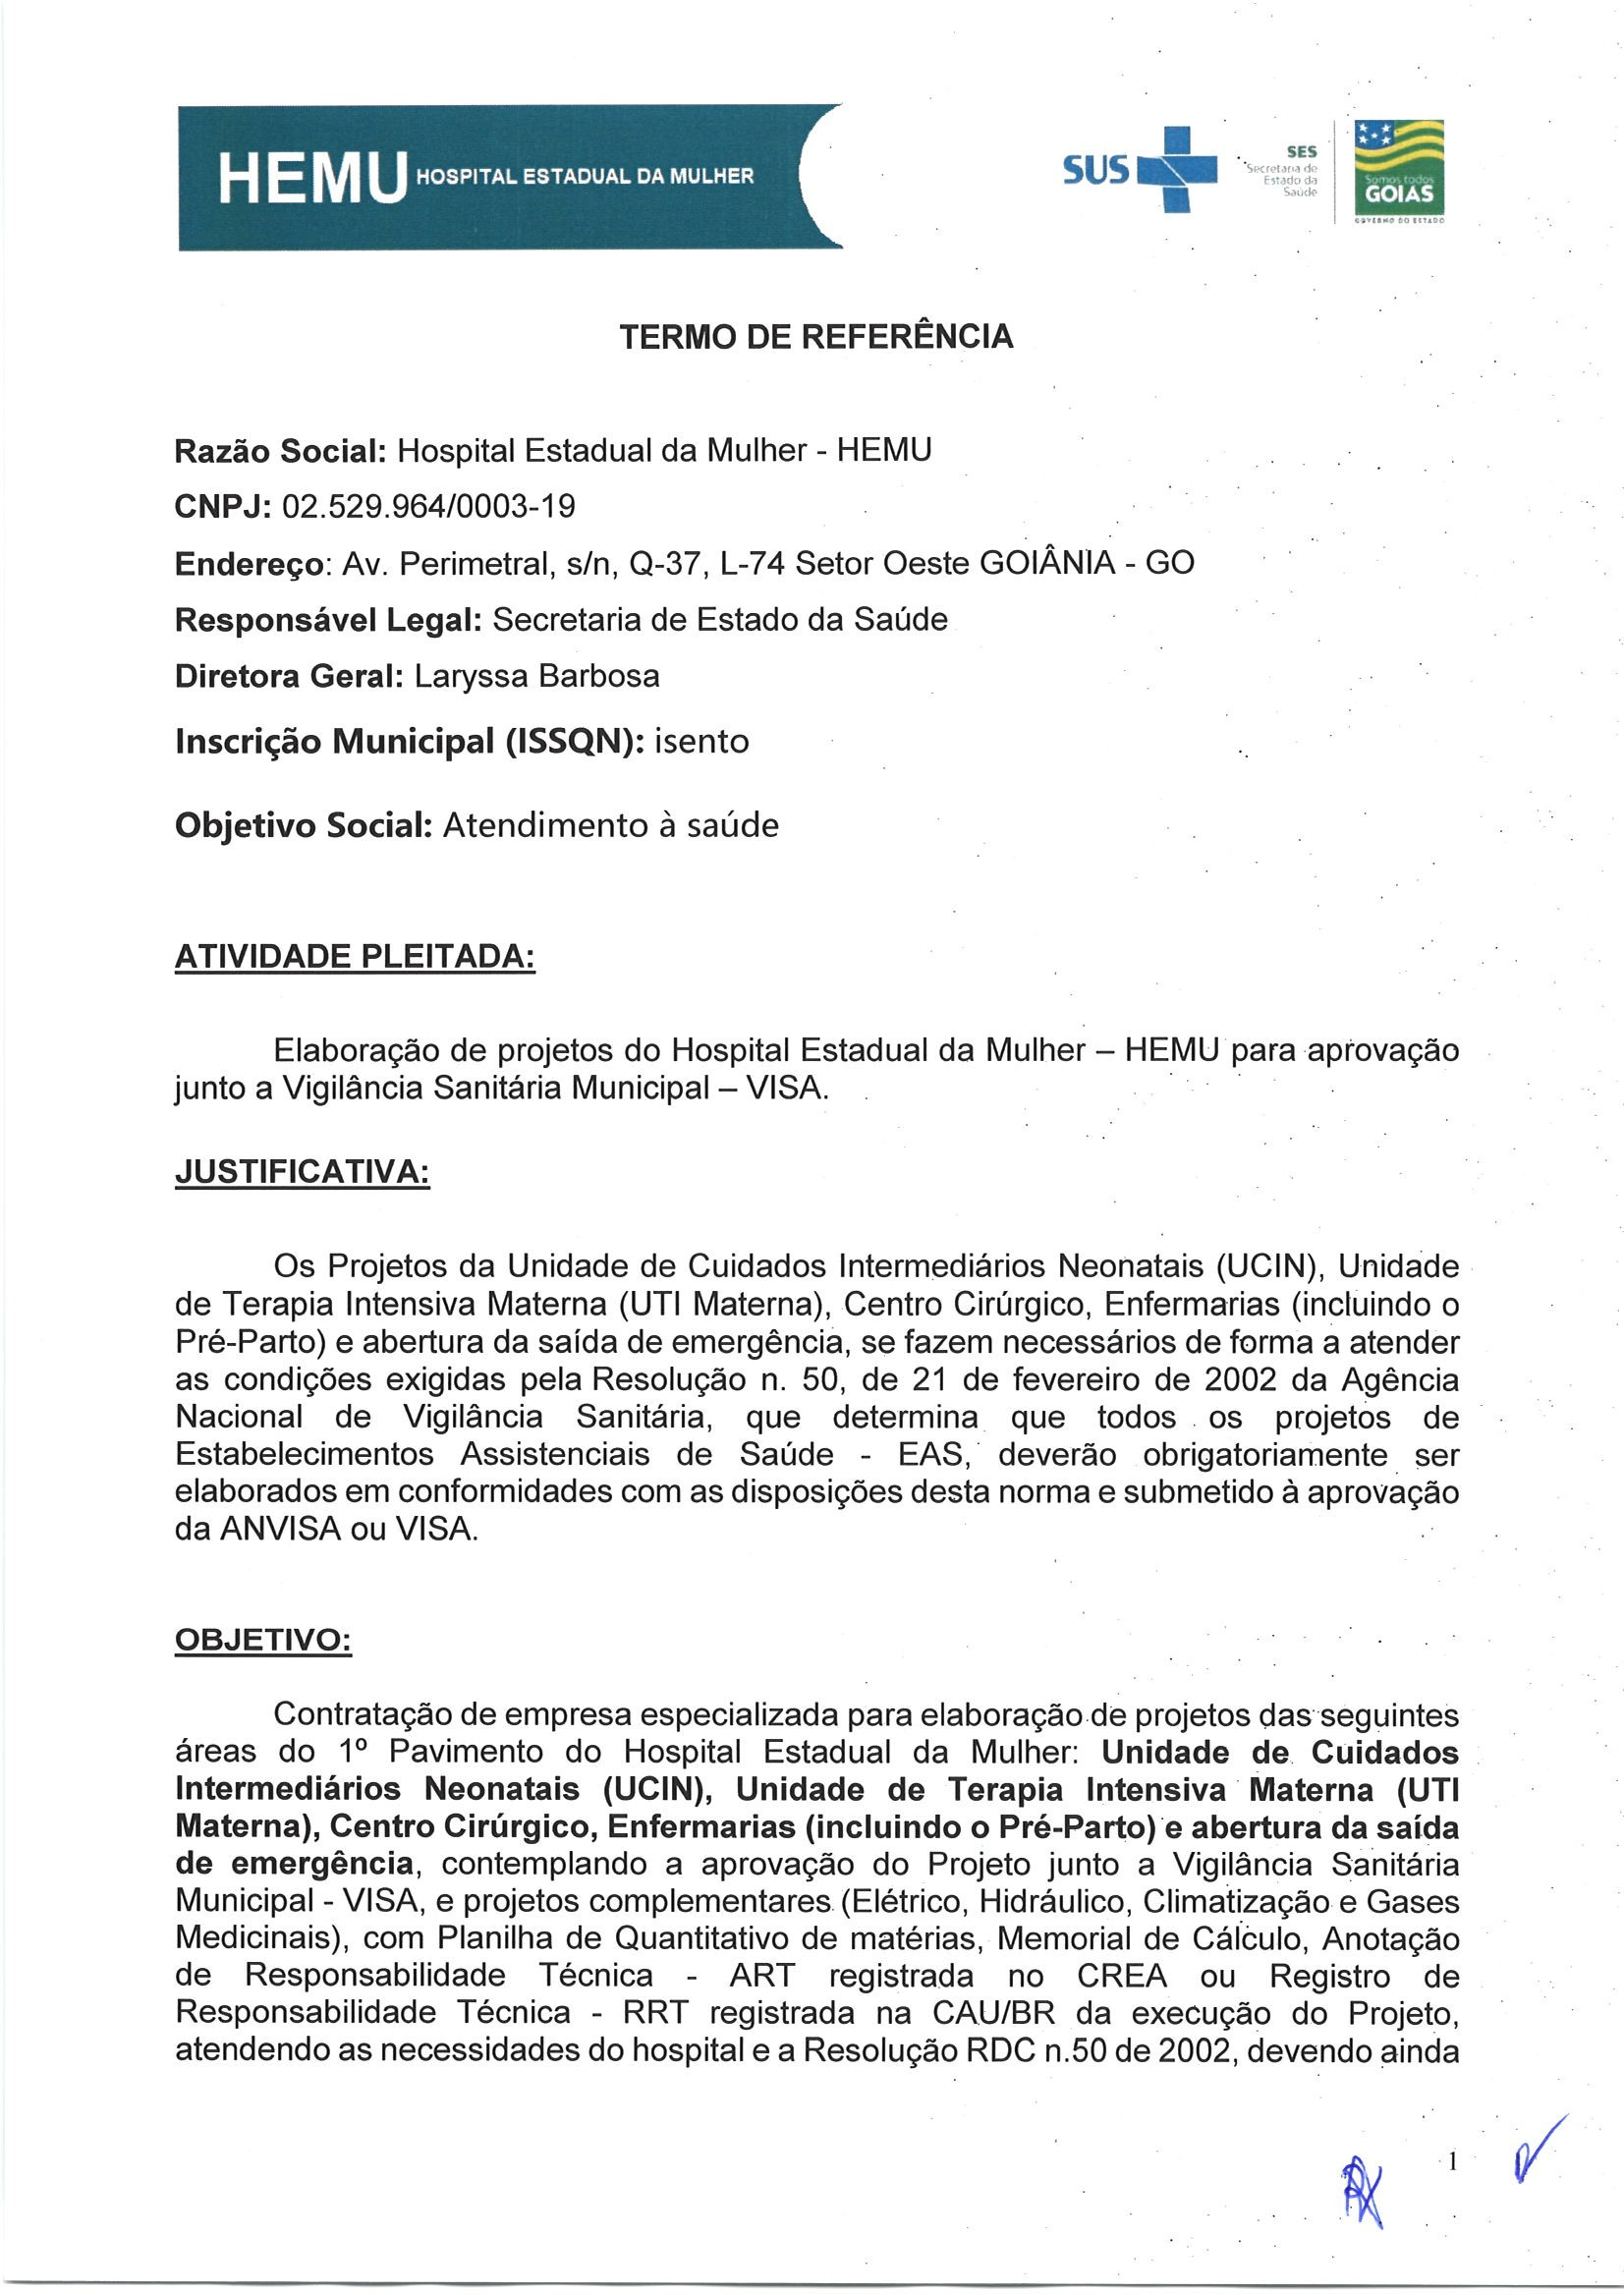 HEMU HOSPITAL ESTADUAL DA MULHER
SUS
SES
Secretaria de
Estado da
Saúde
Somos todos
GOIÁS
GOVERNO DO ESTADO
TERMO DE REFERÊNCIA
Razão Social: Hospital Estadual da Mulher - HEMU
CNPJ: 02.529.964/0003-19
Endereço: Av. Perimetral, s/n, Q-37, L-74 Setor Oeste GOIÂNIA - GO
Responsável Legal: Secretaria de Estado da Saúde
Diretora Geral: Laryssa Barbosa
Inscrição Municipal (ISSQN): isento
Objetivo Social: Atendimento à saúde
ATIVIDADE PLEITADA:
Elaboração de projetos do Hospital Estadual da Mulher – HEMU para aprovação
junto a Vigilância Sanitária Municipal – VISA.
JUSTIFICATIVA:
Os Projetos da Unidade de Cuidados Intermediários Neonatais (UCIN), Unidade
de Terapia Intensiva Materna (UTI Materna), Centro Cirúrgico, Enfermarias (incluindo o
Pré-Parto) e abertura da saída de emergência, se fazem necessários de forma a atender
as condições exigidas pela Resolução n. 50, de 21 de fevereiro de 2002 da Agência
Nacional de Vigilância Sanitária, que determina que todos os projetos de
Estabelecimentos Assistenciais de Saúde - EAS, deverão obrigatoriamente ser
elaborados em conformidades com as disposições desta norma e submetido à aprovação
da ANVISA ou VISA.
OBJETIVO:
Contratação de empresa especializada para elaboração de projetos das seguintes
áreas do 1º Pavimento do Hospital Estadual da Mulher: Unidade de Cuidados
Intermediários Neonatais (UCIN), Unidade de Terapia Intensiva Materna (UTI
Materna), Centro Cirúrgico, Enfermarias (incluindo o Pré-Parto) e abertura da saída
de emergência, contemplando a aprovação do Projeto junto a Vigilância Sanitária
Municipal - VISA, e projetos complementares (Elétrico, Hidráulico, Climatização e Gases
Medicinais), com Planilha de Quantitativo de matérias, Memorial de Cálculo, Anotação
de Responsabilidade Técnica - ART registrada no CREA ou Registro de
Responsabilidade Técnica - RRT registrada na CAU/BR da execução do Projeto,
atendendo as necessidades do hospital e a Resolução RDC n.50 de 2002, devendo ainda
1